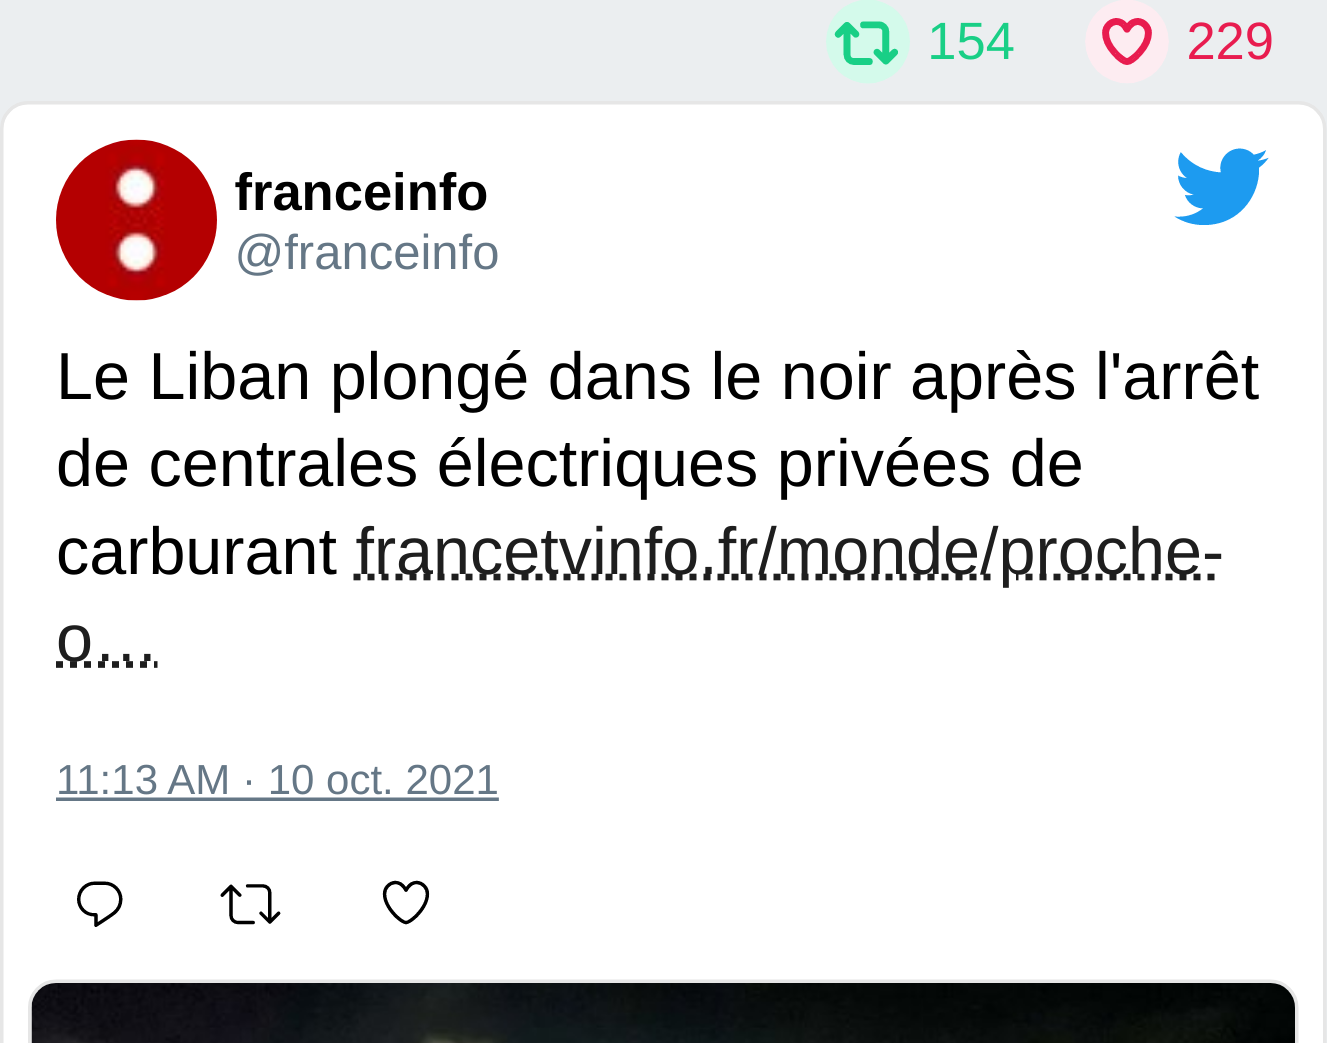 154 229
franceinfo
@franceinfo
Le Liban plongé dans le noir après l'arrêt
de centrales électriques privées de
carburant francetvinfo.fr/monde/proche-
o…
11:13 AM · 10 oct. 2021